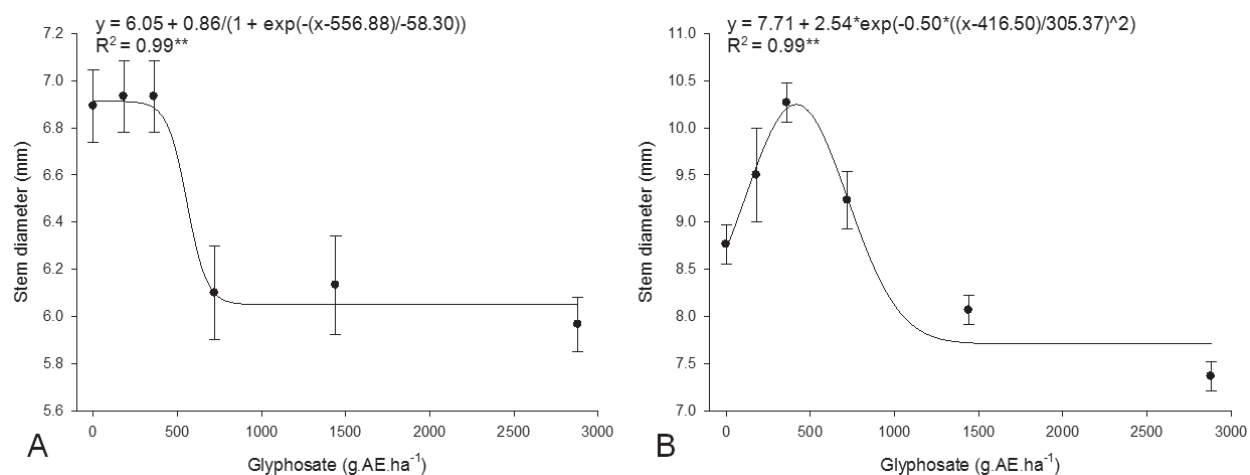 y = 6.05 + 0.86/(1 + exp(-(x-556.88)/-58.30))
R² = 0.99**
7.2
7.0
6.8
6.6
6.4
6.2
6.0
5.8
5.6
Stem diameter (mm)
0 500 1000 1500 2000 2500 3000
Glyphosate (g.AE.ha⁻¹)
A
y = 7.71 + 2.54*exp(-0.50*((x-416.50)/305.37)^2)
R² = 0.99**
11.0
10.5
10.0
9.5
9.0
8.5
8.0
7.5
7.0
Stem diameter (mm)
0 500 1000 1500 2000 2500 3000
Glyphosate (g.AE.ha⁻¹)
B